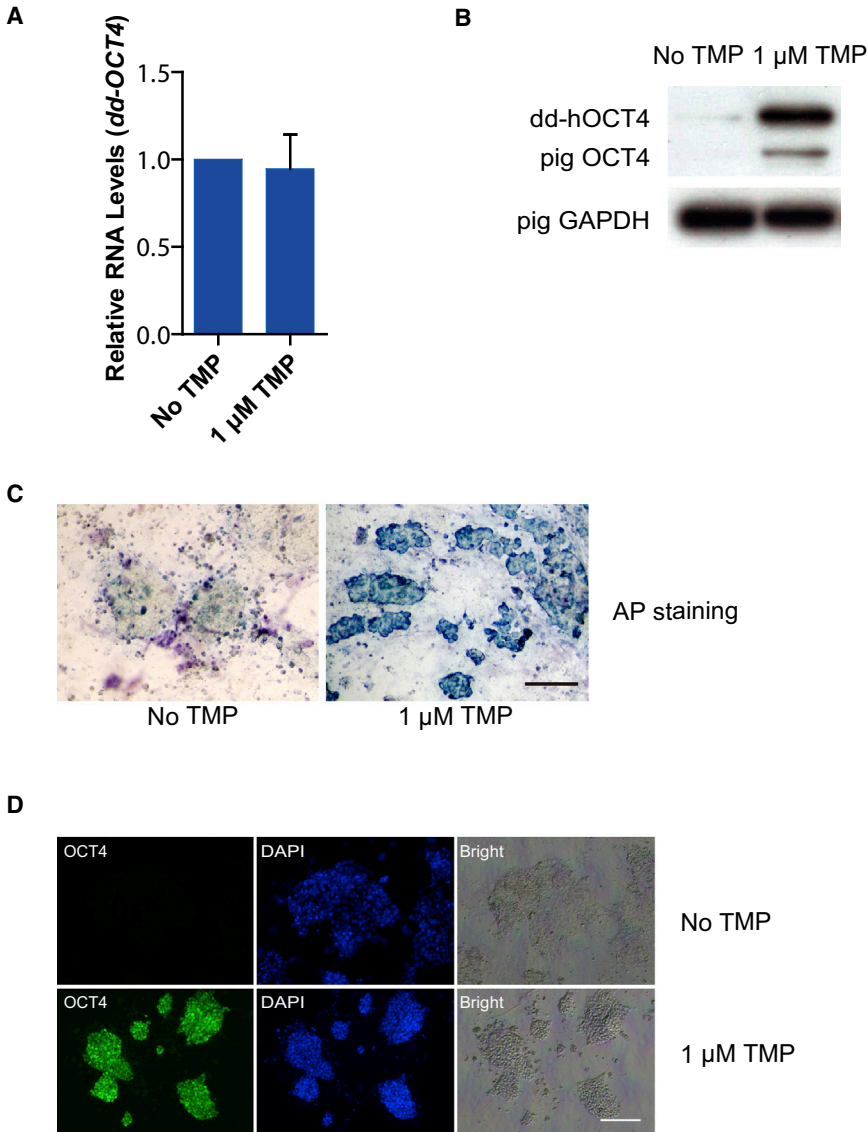 A
Relative RNA Levels (dd-OCT4)
1.5
1.0
0.5
0.0
No TMP
1 µM TMP
B
No TMP 1 µM TMP
dd-hOCT4
pig OCT4
pig GAPDH
C
AP staining
No TMP
1 µM TMP
D
OCT4
DAPI
Bright
No TMP
OCT4
DAPI
Bright
1 µM TMP